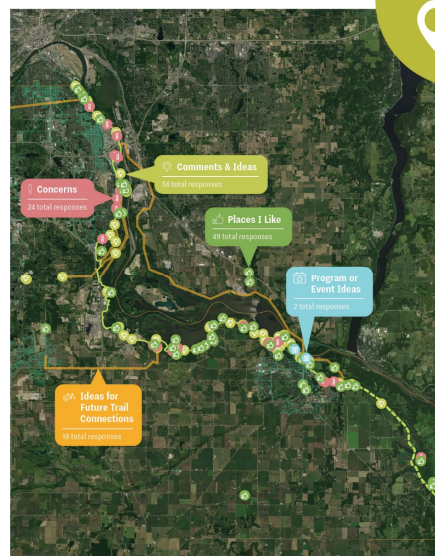 Comments & Ideas
56 total responses
Concerns
24 total responses
Places I Like
49 total responses
Program or
Event Ideas
2 total responses
Ideas for
Future Trail
Connections
18 total responses